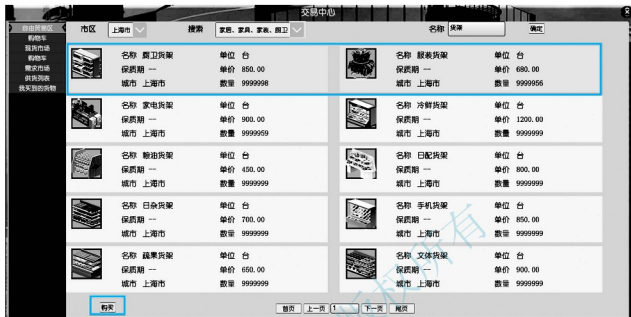 交易中心
自由贸易区
购物车
现货市场
购物车
需求市场
供货列表
我买到的货物
市区 上海市 搜索 家居、家具、家装、厨卫 名称 货架 确定
名称 厨卫货架 单位 台 名称 服装货架 单位 台
保质期 -- 单价 850.00 保质期 -- 单价 680.00
城市 上海市 数量 9999998 城市 上海市 数量 9999956
名称 家电货架 单位 台 名称 冷鲜货架 单位 台
保质期 -- 单价 900.00 保质期 -- 单价 1200.00
城市 上海市 数量 9999959 城市 上海市 数量 9999999
名称 粮油货架 单位 台 名称 日配货架 单位 台
保质期 -- 单价 450.00 保质期 -- 单价 800.00
城市 上海市 数量 9999999 城市 上海市 数量 9999999
名称 日杂货架 单位 台 名称 手机货架 单位 台
保质期 -- 单价 700.00 保质期 -- 单价 850.00
城市 上海市 数量 9999999 城市 上海市 数量 9999999
名称 蔬果货架 单位 台 名称 文体货架 单位 台
保质期 -- 单价 650.00 保质期 -- 单价 900.00
城市 上海市 数量 9999999 城市 上海市 数量 9999999
购买 首页 上一页 1 下一页 尾页
版权所有